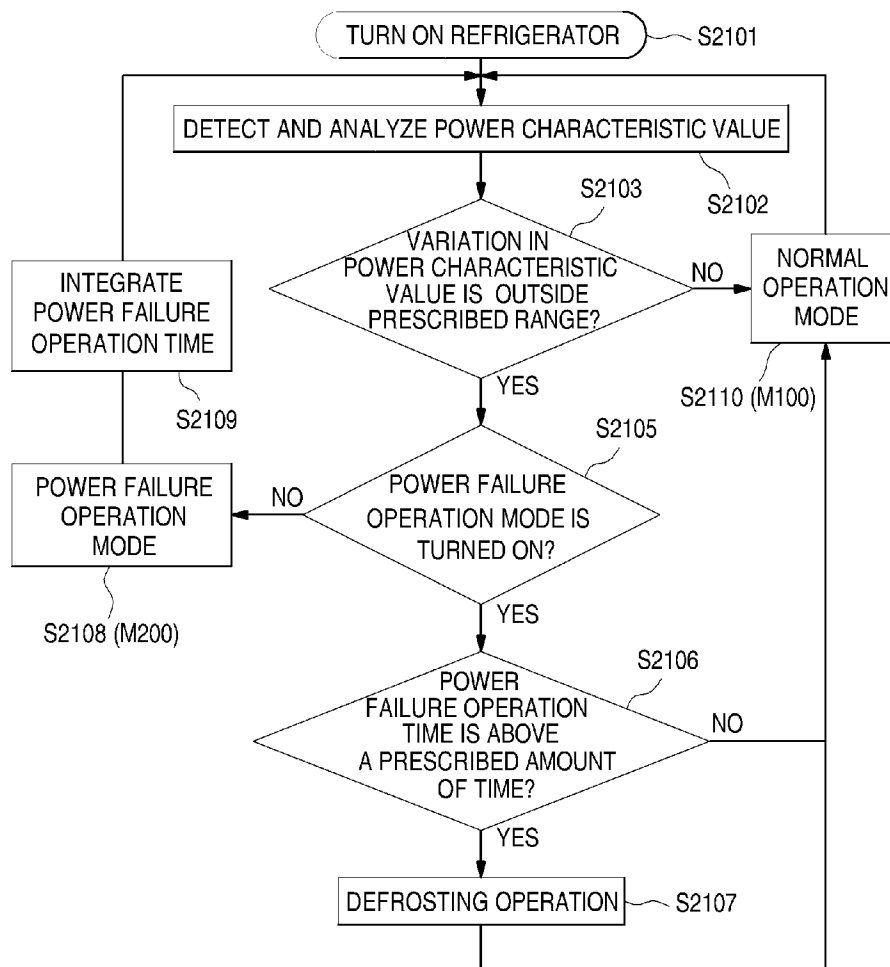 TURN ON REFRIGERATOR
S2101
DETECT AND ANALYZE POWER CHARACTERISTIC VALUE
S2102
S2103
VARIATION IN
POWER CHARACTERISTIC
VALUE IS OUTSIDE
PRESCRIBED RANGE?
NO
NORMAL
OPERATION
MODE
S2110 (M100)
INTEGRATE
POWER FAILURE
OPERATION TIME
S2109
YES
S2105
POWER FAILURE
OPERATION MODE IS
TURNED ON?
NO
POWER FAILURE
OPERATION
MODE
S2108 (M200)
YES
S2106
POWER
FAILURE OPERATION
TIME IS ABOVE
A PRESCRIBED AMOUNT
OF TIME?
NO
YES
DEFROSTING OPERATION
S2107